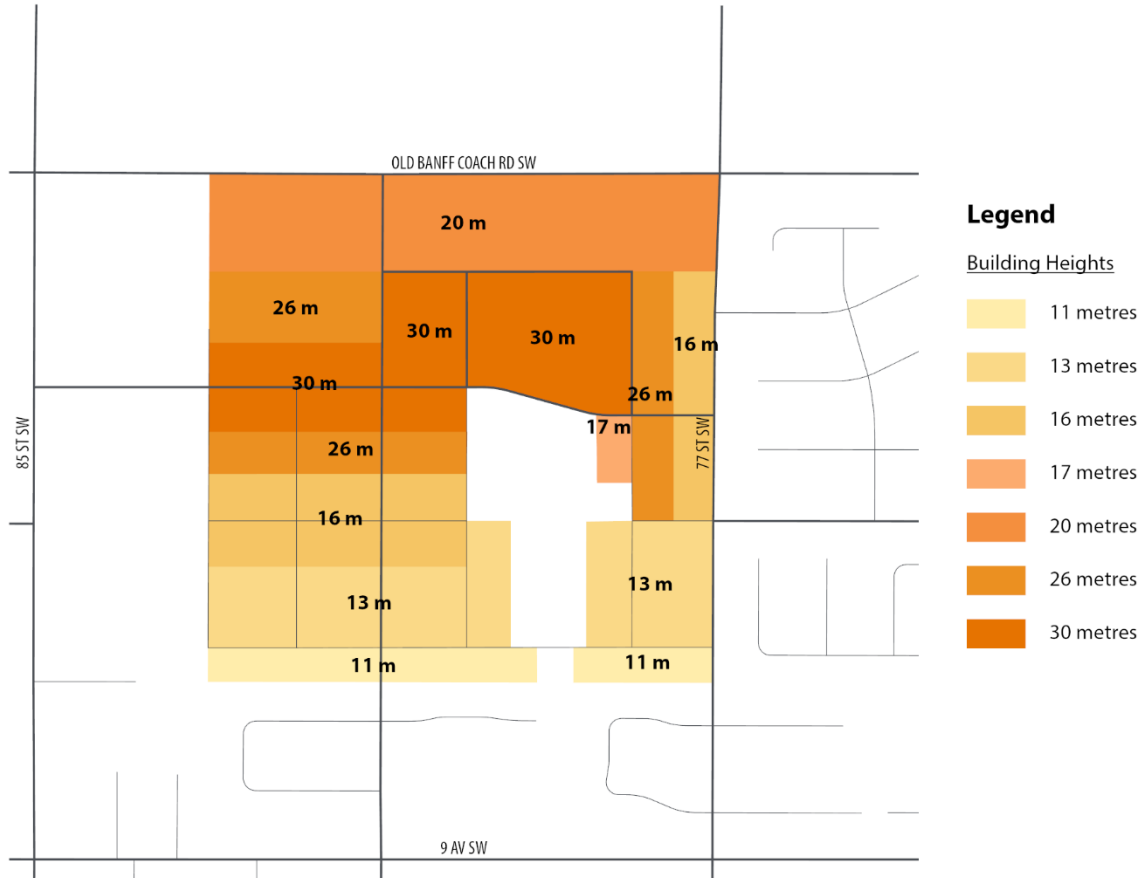 OLD BANFF COACH RD SW
20 m
26 m
30 m
30 m
16 m
30 m
26 m
17 m
26 m
85 ST SW
77 ST SW
16 m
13 m
13 m
11 m
11 m
9 AV SW
Legend
Building Heights
11 metres
13 metres
16 metres
17 metres
20 metres
26 metres
30 metres